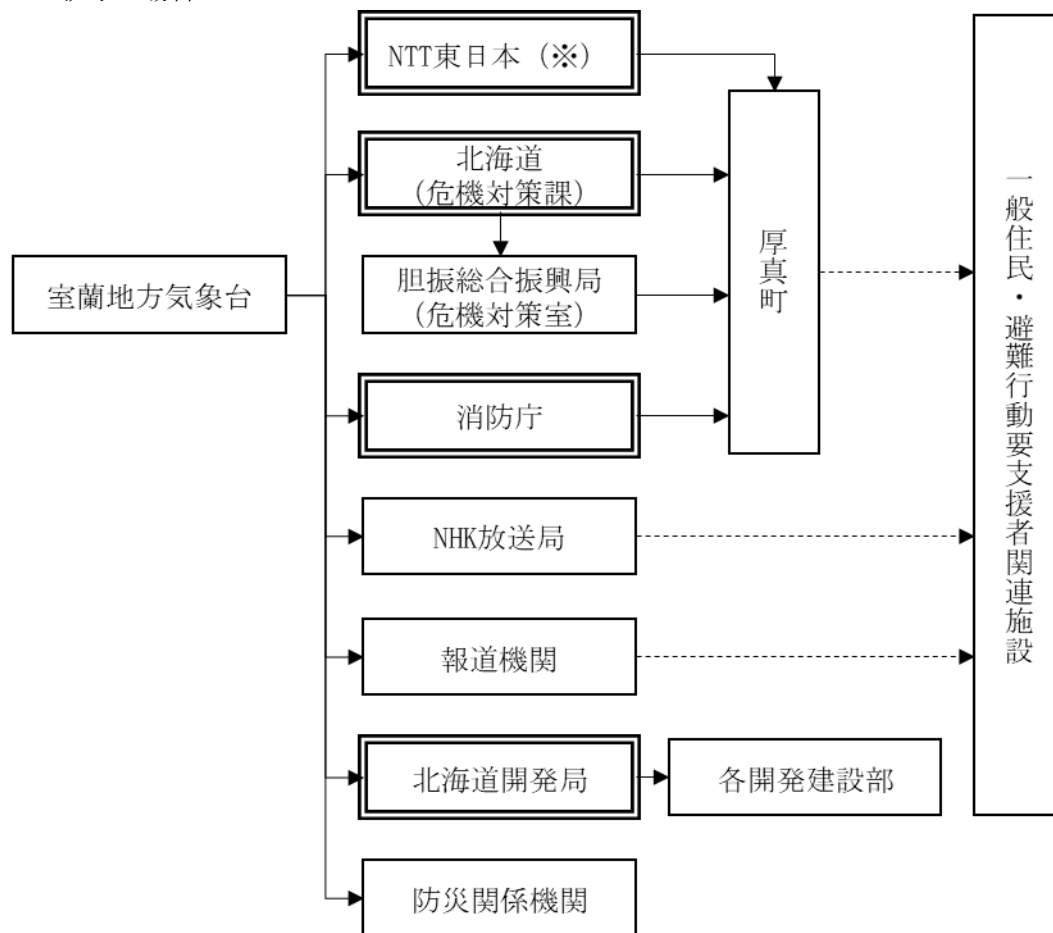 NTT東日本（※）
北海道
(危機対策課)
胆振総合振興局
(危機対策室)
厚真町
室蘭地方気象台
消防庁
NHK放送局
報道機関
北海道開発局
各開発建設部
防災関係機関
一般住民・避難行動要支援者関連施設